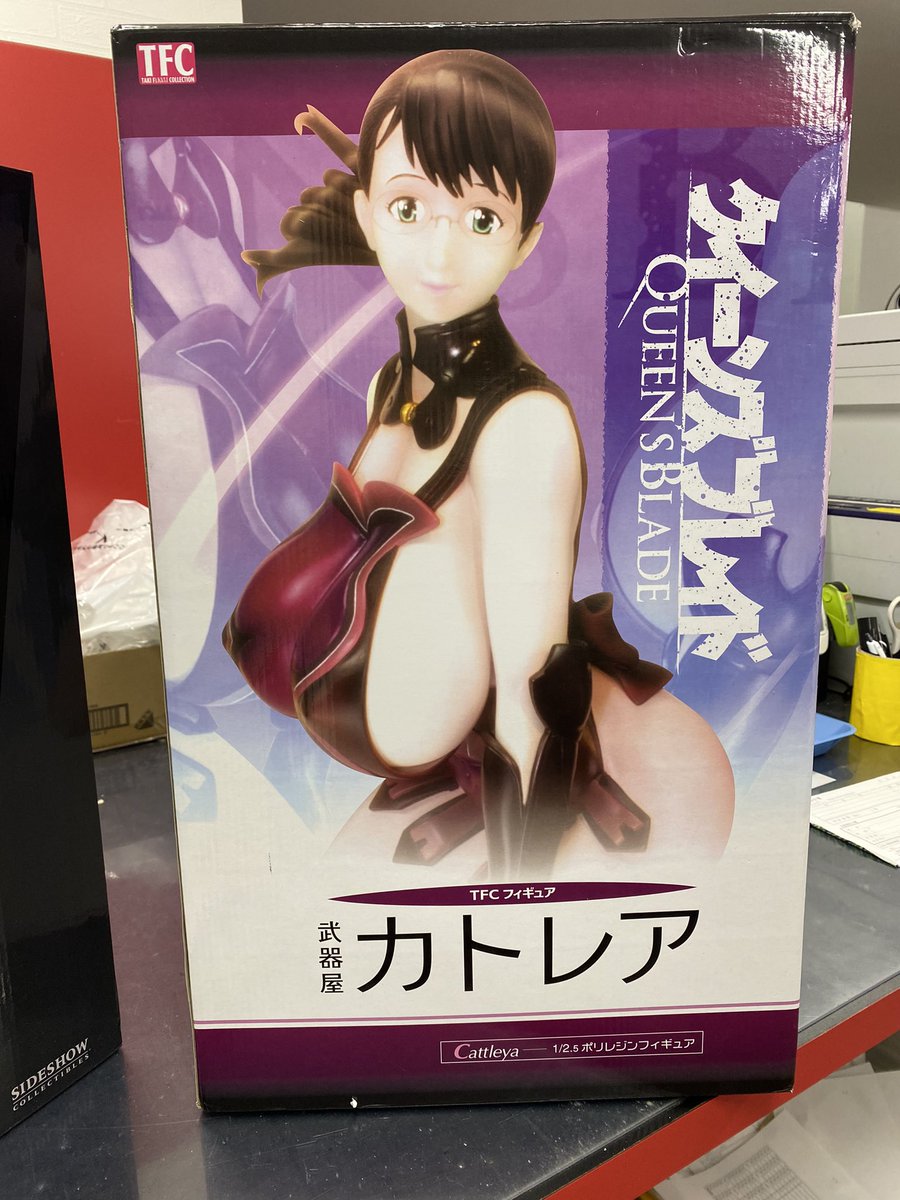 TFC
TAKI FIGURE COLLECTION
クイーンズブレイド
QUEEN'S BLADE
TFC フィギュア
武器屋
カトレア
Cattleya — 1/2.5 ポリレジンフィギュア
SIDESHOW
COLLECTIBLES